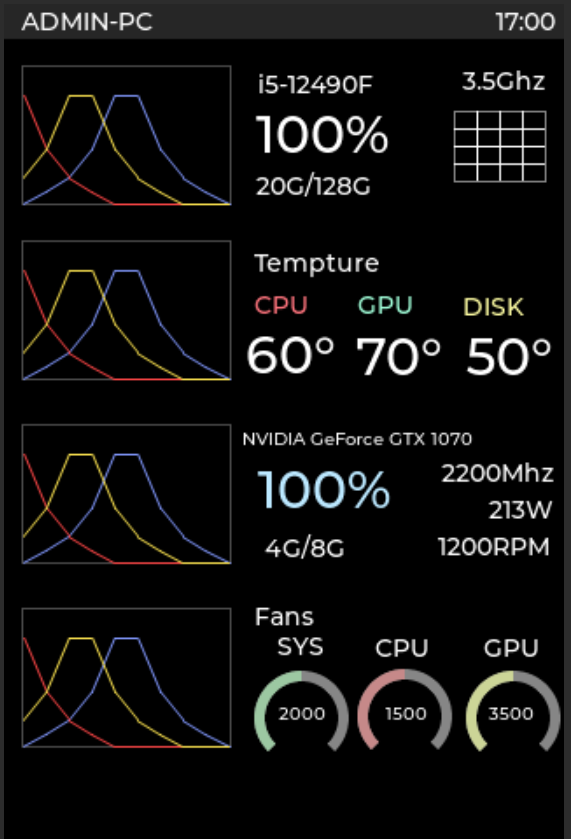 ADMIN-PC 17:00
i5-12490F 3.5Ghz
100%
20G/128G
Tempture
CPU GPU DISK
60° 70° 50°
NVIDIA GeForce GTX 1070
100% 2200Mhz
213W
4G/8G 1200RPM
Fans
SYS CPU GPU
2000 1500 3500